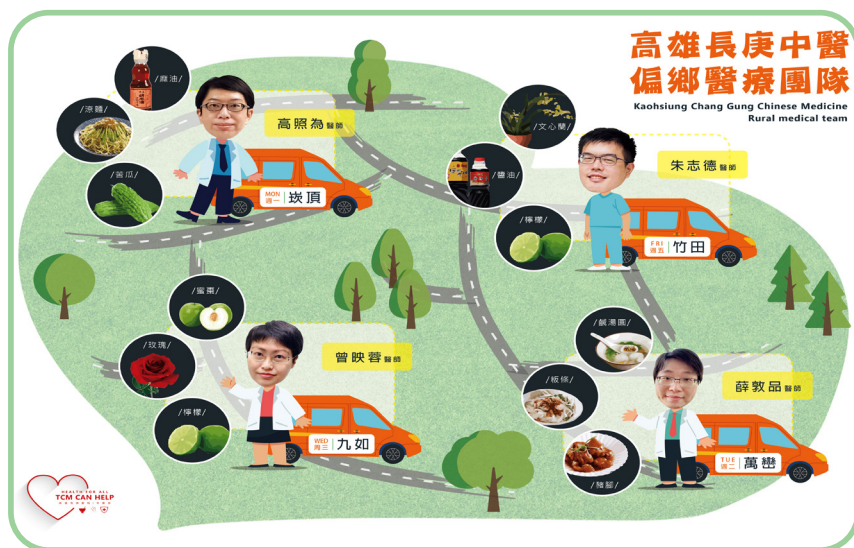 高雄長庚中醫
偏鄉醫療團隊
Kaohsiung Chang Gung Chinese Medicine
Rural medical team
/麻油/
/涼麵/
/苦瓜/
高照為醫師
MON
週一
崁頂
/文心蘭/
/醬油/
/檸檬/
朱志德醫師
FRI
週五
竹田
/蜜棗/
/玫瑰/
/檸檬/
曾映蓉醫師
WED
周三
九如
/鹹湯圓/
/粄條/
/豬腳/
薛敦品醫師
TUE
週二
萬巒
HEALTH FOR ALL
TCM CAN HELP